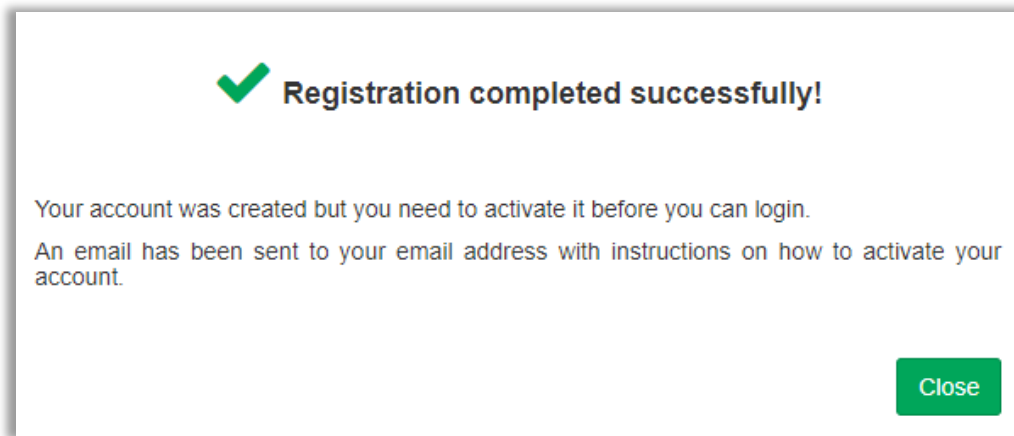 Registration completed successfully!
Your account was created but you need to activate it before you can login.
An email has been sent to your email address with instructions on how to activate your
account.
Close